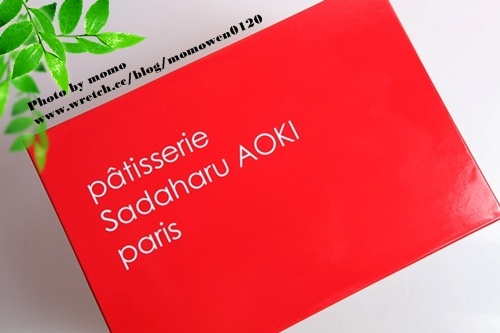 Photo by momo
www.wretch.cc/blog/momowen0120
pâtisserie
Sadaharu AOKI
paris